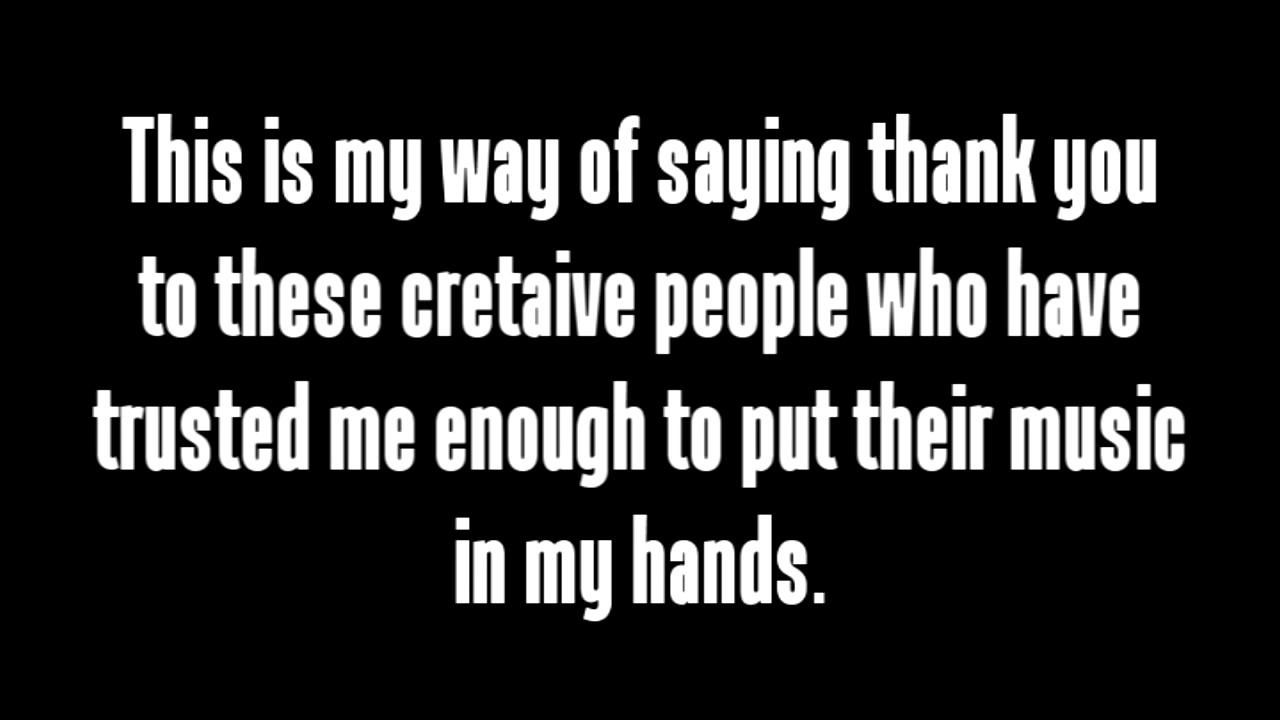 This is my way of saying thank you
to these cretaive people who have
trusted me enough to put their music
in my hands.